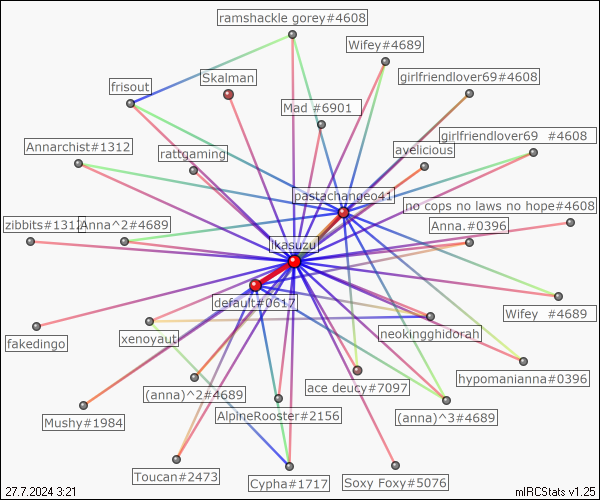 ramshackle gorey#4608
Wifey#4689
Skalman
girlfriendlover69#4608
frisout
Mad #6901
girlfriendlover69 #4608
Annarchist#1312
rattgaming
ayelicious
pastachangeo41
no cops no laws no hope#4608
zibbits#1312
Anna^2#4689
Anna.#0396
ikasuzu
default#0617
Wifey #4689
fakedingo
xenoyaut
neokingghidorah
hypomanianna#0396
(anna)^2#4689
ace deucy#7097
AlpineRooster#2156
(anna)^3#4689
Mushy#1984
Toucan#2473
Cypha#1717
Soxy Foxy#5076
27.7.2024 3:21
mIRCStats v1.25